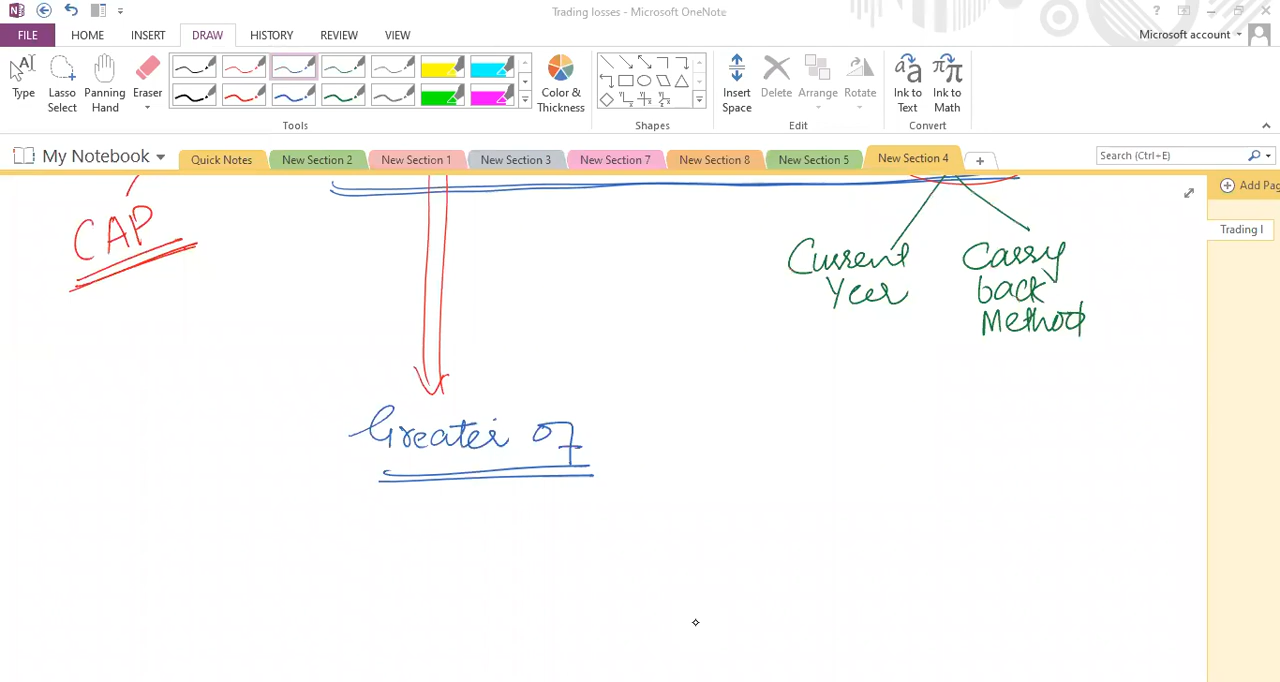 Trading losses - Microsoft OneNote
?
FILE
HOME
INSERT
DRAW
HISTORY
REVIEW
VIEW
Microsoft account
Type
Lasso Select
Panning Hand
Eraser
Color & Thickness
Insert Space
Delete
Arrange
Rotate
Ink to Text
Ink to Math
Tools
Shapes
Edit
Convert
My Notebook
Quick Notes
New Section 2
New Section 1
New Section 3
New Section 7
New Section 8
New Section 5
New Section 4
Search (Ctrl+E)
Add Pag
Trading l
CAP
Current
Year
Carry
back
Method
Greater of